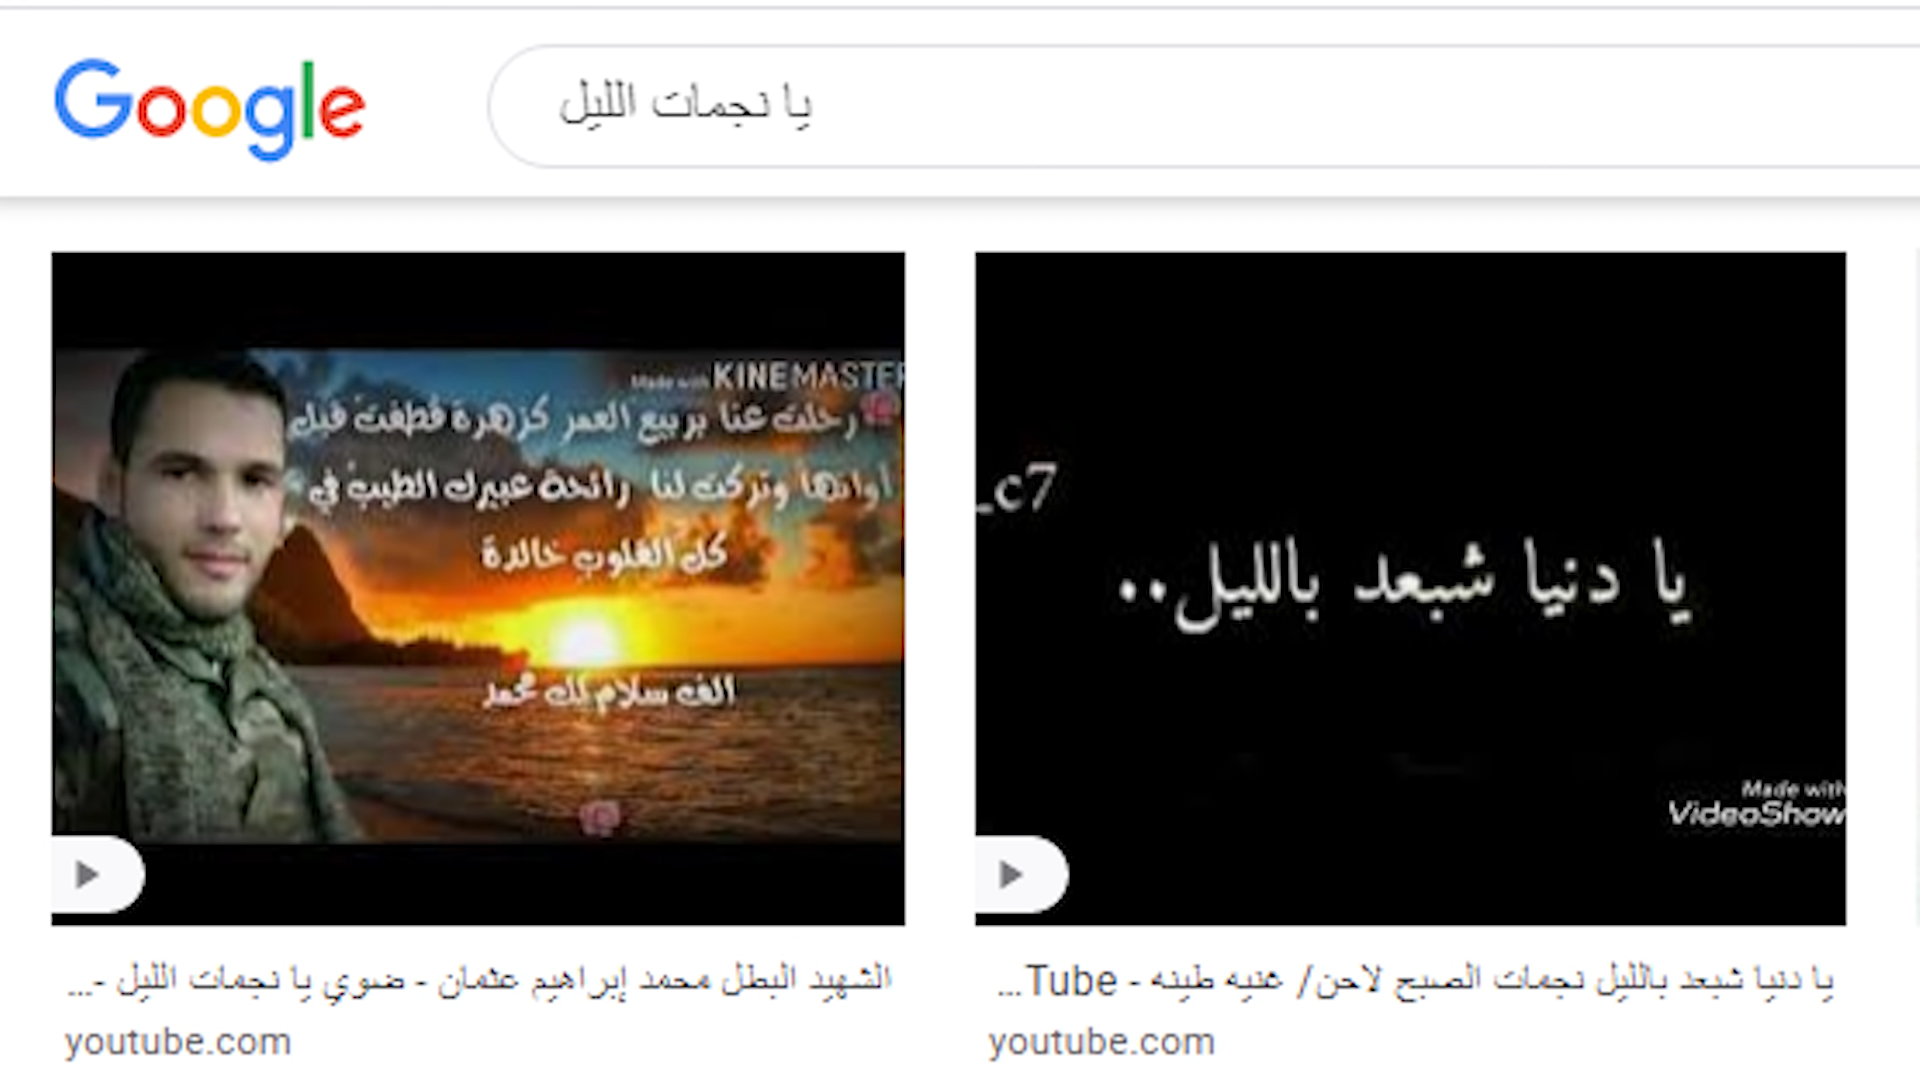 Google
يا نجمات الليل
Made with KINEMASTER
رحلت عنا بربيع العمر كزهرة قطفت قبل
أوانها وتركت لنا رائحة عبيرك الطيب في
كل القلوب خالدة
الف سلام لك محمد
_c7
يا دنيا شبعد بالليل..
Made with
VideoShow
الشهيد البطل محمد إبراهيم عثمان - ضوي يا نجمات الليل -...
youtube.com
يا دنيا شبعد بالليل نجمات الصبح لاحن/ غنيه طينه - Tube...
youtube.com